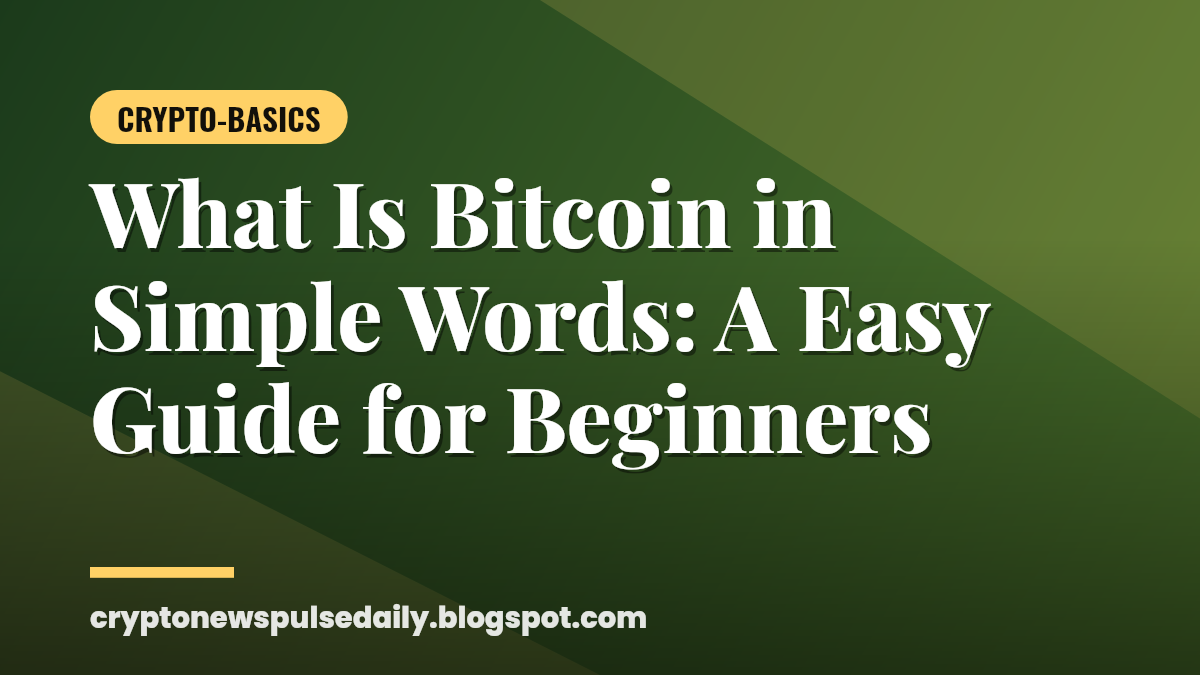 CRYPTO-BASICS
What Is Bitcoin in
Simple Words: A Easy
Guide for Beginners
cryptonewspulsedaily.blogspot.com